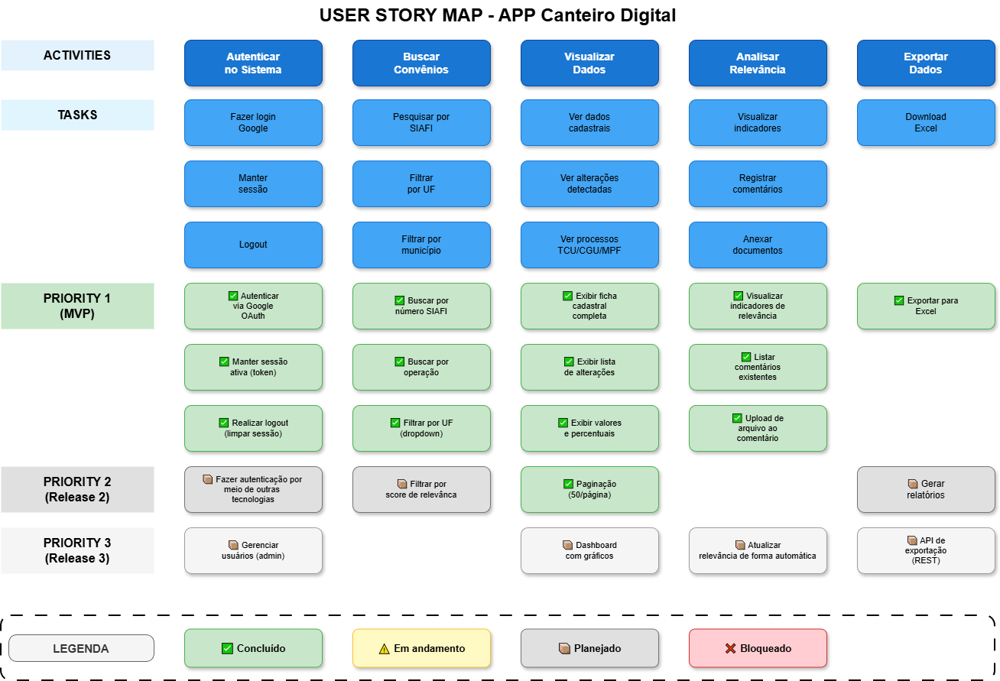 USER STORY MAP - APP Canteiro Digital
ACTIVITIES
Autenticar
no Sistema
Buscar
Convênios
Visualizar
Dados
Analisar
Relevância
Exportar
Dados
TASKS
Fazer login
Google
Pesquisar por
SIAFI
Ver dados
cadastrais
Visualizar
indicadores
Download
Excel
Manter
sessão
Filtrar
por UF
Ver alterações
detectadas
Registrar
comentários
Logout
Filtrar por
município
Ver processos
TCU/CGU/MPF
Anexar
documentos
PRIORITY 1
(MVP)
✅ Autenticar
via Google
OAuth
✅ Buscar por
número SIAFI
✅ Exibir ficha
cadastral
completa
✅ Visualizar
indicadores de
relevância
✅ Exportar para
Excel
✅ Manter sessão
ativa (token)
✅ Buscar por
operação
✅ Exibir lista
de alterações
✅ Listar
comentários
existentes
✅ Realizar logout
(limpar sessão)
✅ Filtrar por UF
(dropdown)
✅ Exibir valores
e percentuais
✅ Upload de
arquivo ao
comentário
PRIORITY 2
(Release 2)
Fazer autenticação por
meio de outras
tecnologias
Filtrar por
score de relevânca
✅ Paginação
(50/página)
Gerar
relatórios
PRIORITY 3
(Release 3)
Gerenciar
usuários (admin)
Dashboard
com gráficos
Atualizar
relevância de forma automática
API de
exportação
(REST)
LEGENDA
✅ Concluído
⚠ Em andamento
Planejado
❌ Bloqueado